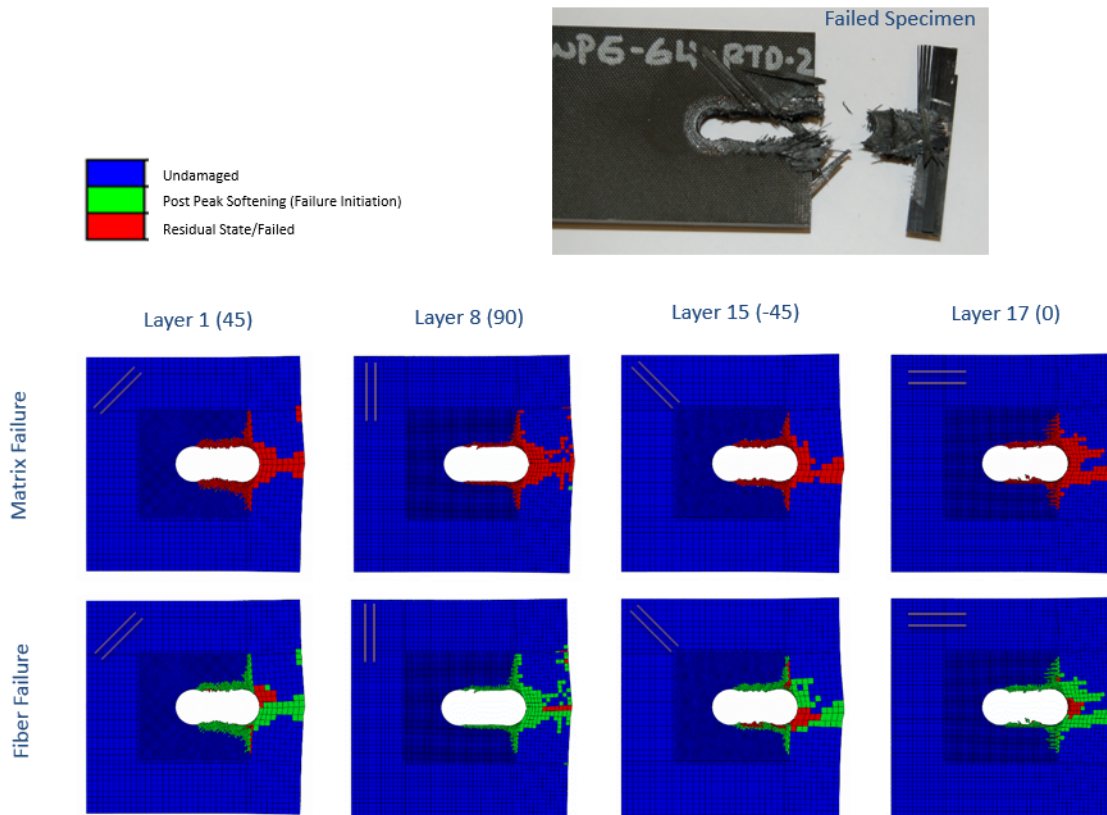 Failed Specimen
NP6-64 RTD-2
Undamaged
Post Peak Softening (Failure Initiation)
Residual State/Failed
Layer 1 (45)
Layer 8 (90)
Layer 15 (-45)
Layer 17 (0)
Matrix Failure
Fiber Failure